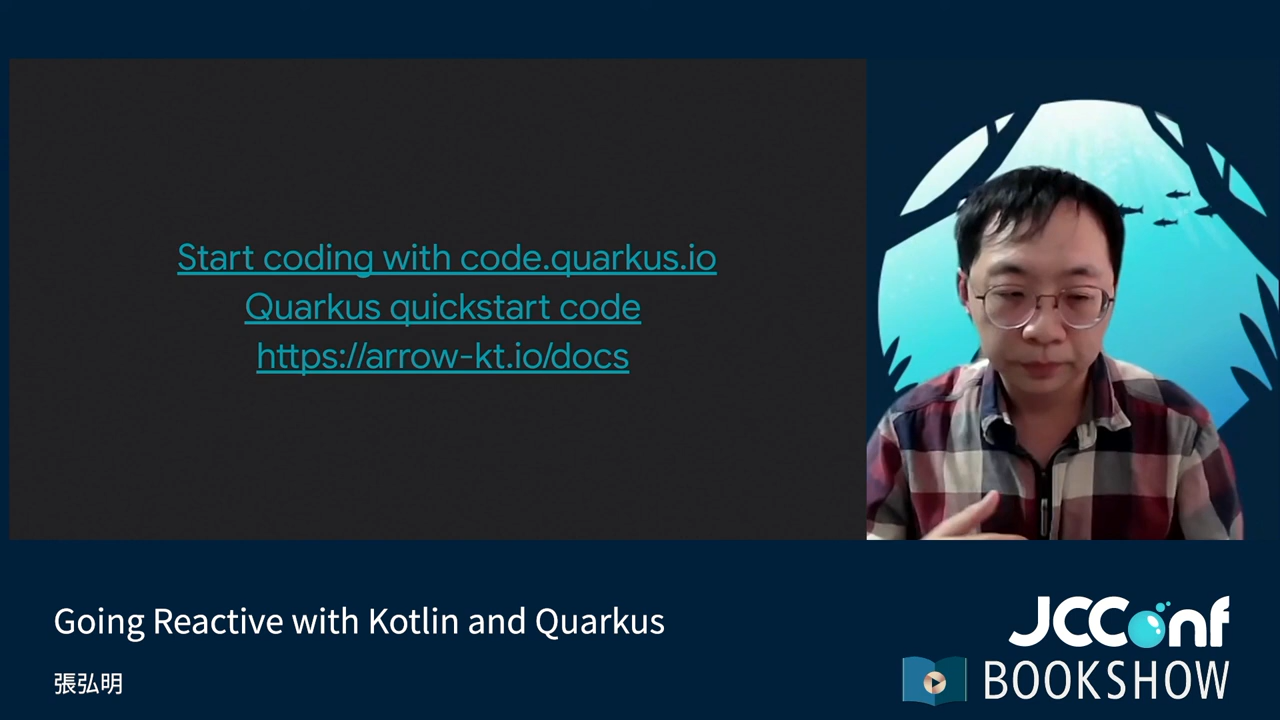 Start coding with code.quarkus.io
Quarkus quickstart code
https://arrow-kt.io/docs
Going Reactive with Kotlin and Quarkus
張弘明
JCConf
BOOKSHOW